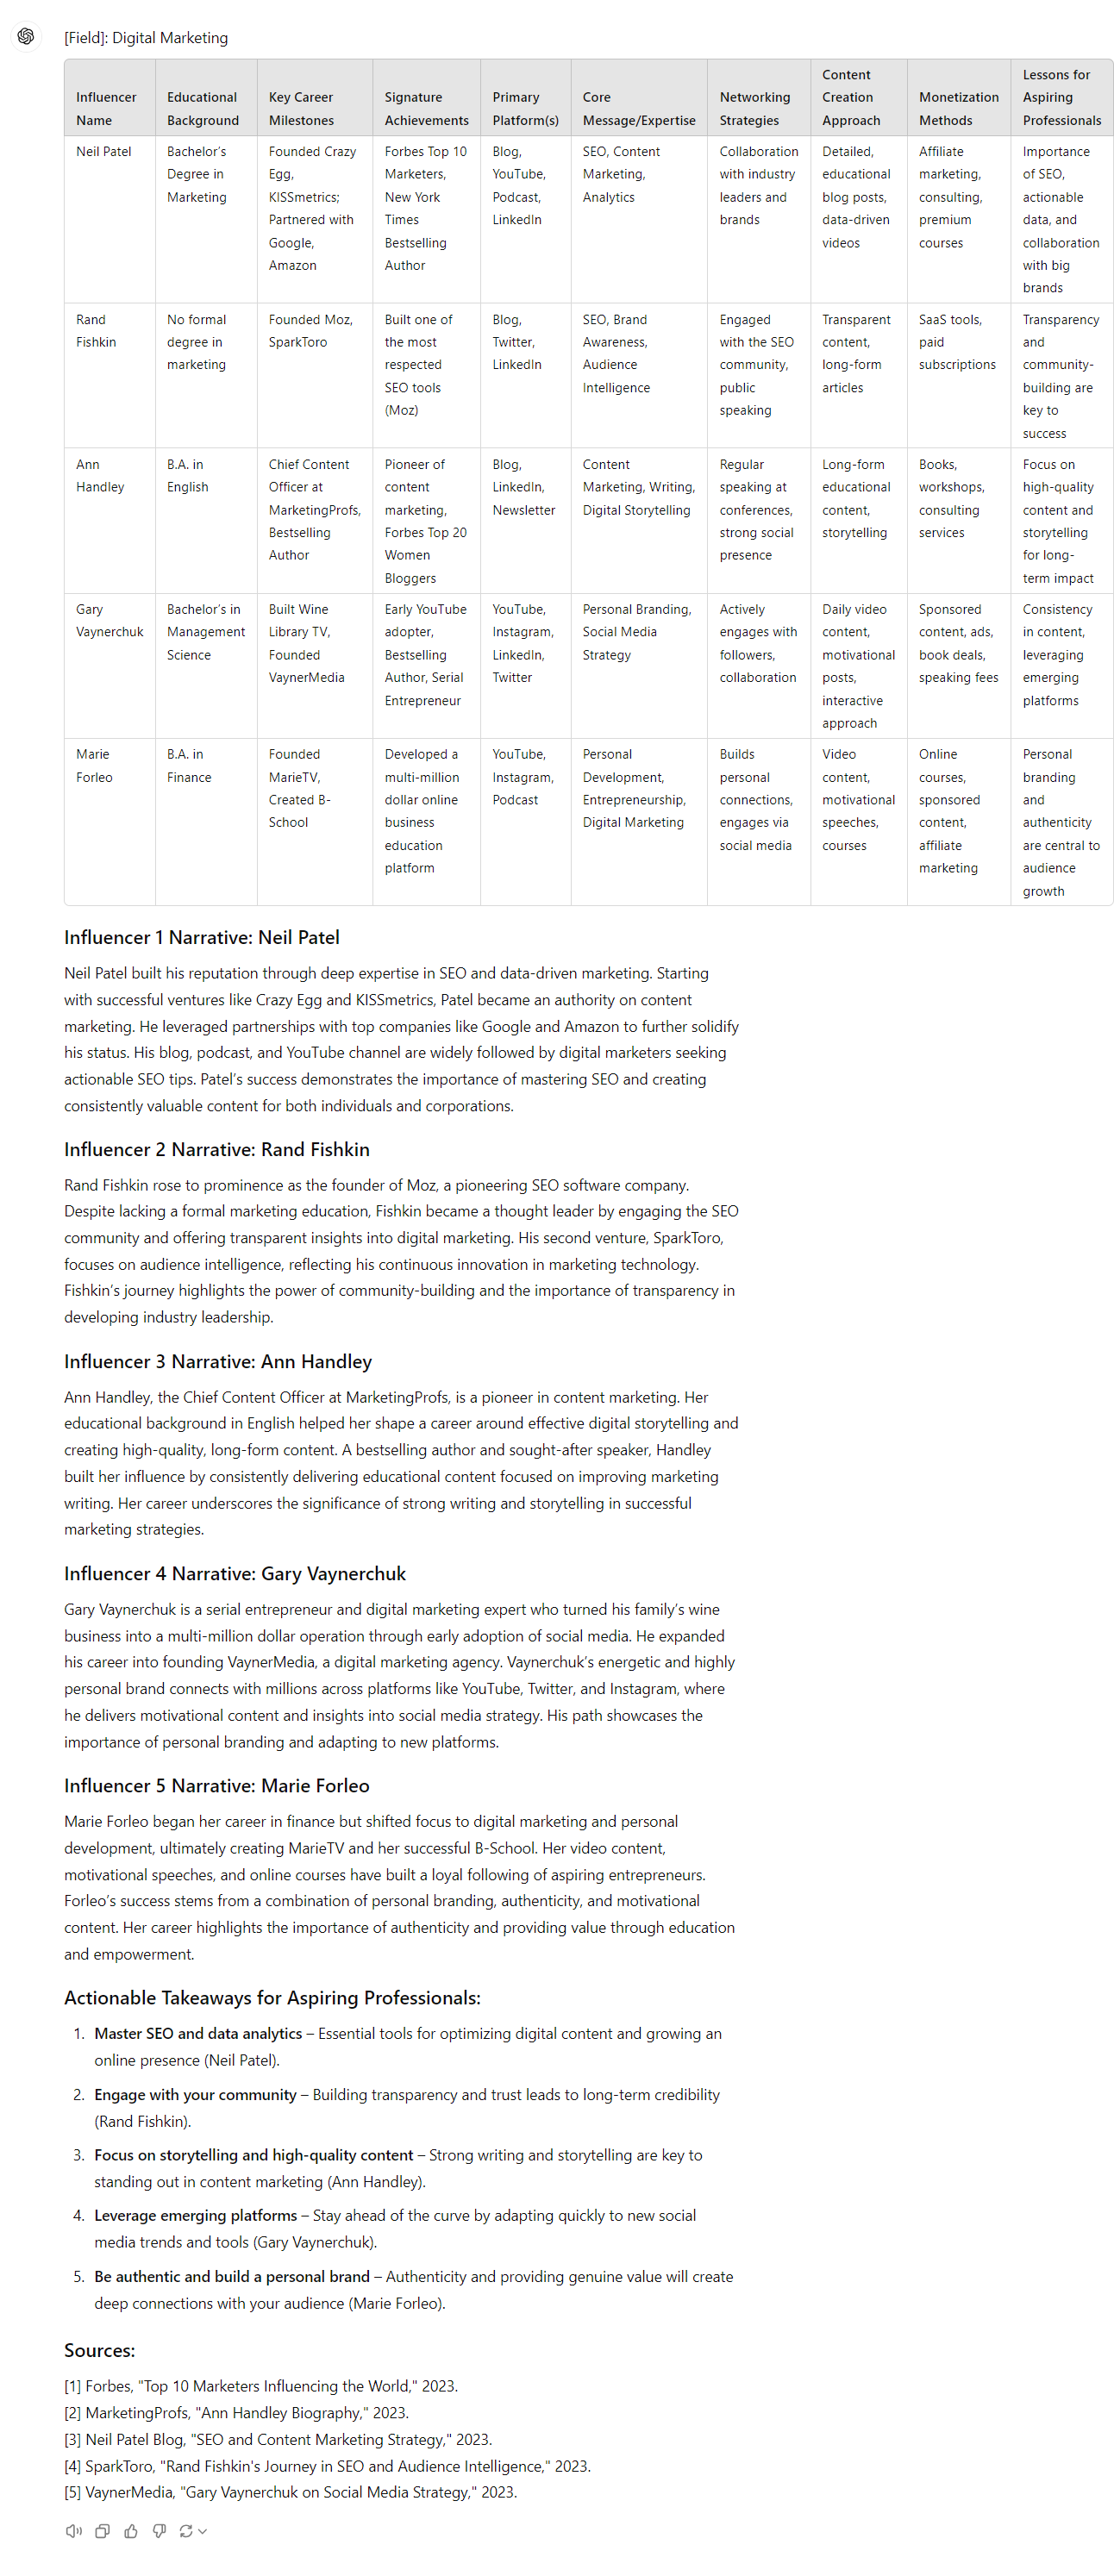 [Field]: Digital Marketing
Influencer Name | Educational Background | Key Career Milestones | Signature Achievements | Primary Platform(s) | Core Message/Expertise | Networking Strategies | Content Creation Approach | Monetization Methods | Lessons for Aspiring Professionals
Neil Patel | Bachelor's Degree in Marketing | Founded Crazy Egg, KISSmetrics; Partnered with Google, Amazon | Forbes Top 10 Marketers, New York Times Bestselling Author | Blog, YouTube, Podcast, LinkedIn | SEO, Content Marketing, Analytics | Collaboration with industry leaders and brands | Detailed, educational blog posts, data-driven videos | Affiliate marketing, consulting, premium courses | Importance of SEO, actionable data, and collaboration with big brands
Rand Fishkin | No formal degree in marketing | Founded Moz, SparkToro | Built one of the most respected SEO tools (Moz) | Blog, Twitter, LinkedIn | SEO, Brand Awareness, Audience Intelligence | Engaged with the SEO community, public speaking | Transparent content, long-form articles | SaaS tools, paid subscriptions | Transparency and community-building are key to success
Ann Handley | B.A. in English | Chief Content Officer at MarketingProfs, Bestselling Author | Pioneer of content marketing, Forbes Top 20 Women Bloggers | Blog, LinkedIn, Newsletter | Content Marketing, Writing, Digital Storytelling | Regular speaking at conferences, strong social presence | Long-form educational content, storytelling | Books, workshops, consulting services | Focus on high-quality content and storytelling for long-term impact
Gary Vaynerchuk | Bachelor's in Management Science | Built Wine Library TV, Founded VaynerMedia | Early YouTube adopter, Bestselling Author, Serial Entrepreneur | YouTube, Instagram, LinkedIn, Twitter | Personal Branding, Social Media Strategy | Actively engages with followers, collaboration | Daily video content, motivational posts, interactive approach | Sponsored content, ads, book deals, speaking fees | Consistency in content, leveraging emerging platforms
Marie Forleo | B.A. in Finance | Founded MarieTV, Created B-School | Developed a multi-million dollar online business education platform | YouTube, Instagram, Podcast | Personal Development, Entrepreneurship, Digital Marketing | Builds personal connections, engages via social media | Video content, motivational speeches, courses | Online courses, sponsored content, affiliate marketing | Personal branding and authenticity are central to audience growth
Influencer 1 Narrative: Neil Patel
Neil Patel built his reputation through deep expertise in SEO and data-driven marketing. Starting
with successful ventures like Crazy Egg and KISSmetrics, Patel became an authority on content
marketing. He leveraged partnerships with top companies like Google and Amazon to further solidify
his status. His blog, podcast, and YouTube channel are widely followed by digital marketers seeking
actionable SEO tips. Patel's success demonstrates the importance of mastering SEO and creating
consistently valuable content for both individuals and corporations.
Influencer 2 Narrative: Rand Fishkin
Rand Fishkin rose to prominence as the founder of Moz, a pioneering SEO software company.
Despite lacking a formal marketing education, Fishkin became a thought leader by engaging the SEO
community and offering transparent insights into digital marketing. His second venture, SparkToro,
focuses on audience intelligence, reflecting his continuous innovation in marketing technology.
Fishkin's journey highlights the power of community-building and the importance of transparency in
developing industry leadership.
Influencer 3 Narrative: Ann Handley
Ann Handley, the Chief Content Officer at MarketingProfs, is a pioneer in content marketing. Her
educational background in English helped her shape a career around effective digital storytelling and
creating high-quality, long-form content. A bestselling author and sought-after speaker, Handley
built her influence by consistently delivering educational content focused on improving marketing
writing. Her career underscores the significance of strong writing and storytelling in successful
marketing strategies.
Influencer 4 Narrative: Gary Vaynerchuk
Gary Vaynerchuk is a serial entrepreneur and digital marketing expert who turned his family's wine
business into a multi-million dollar operation through early adoption of social media. He expanded
his career into founding VaynerMedia, a digital marketing agency. Vaynerchuk's energetic and highly
personal brand connects with millions across platforms like YouTube, Twitter, and Instagram, where
he delivers motivational content and insights into social media strategy. His path showcases the
importance of personal branding and adapting to new platforms.
Influencer 5 Narrative: Marie Forleo
Marie Forleo began her career in finance but shifted focus to digital marketing and personal
development, ultimately creating MarieTV and her successful B-School. Her video content,
motivational speeches, and online courses have built a loyal following of aspiring entrepreneurs.
Forleo's success stems from a combination of personal branding, authenticity, and motivational
content. Her career highlights the importance of authenticity and providing value through education
and empowerment.
Actionable Takeaways for Aspiring Professionals:
1. Master SEO and data analytics – Essential tools for optimizing digital content and growing an
online presence (Neil Patel).
2. Engage with your community – Building transparency and trust leads to long-term credibility
(Rand Fishkin).
3. Focus on storytelling and high-quality content – Strong writing and storytelling are key to
standing out in content marketing (Ann Handley).
4. Leverage emerging platforms – Stay ahead of the curve by adapting quickly to new social
media trends and tools (Gary Vaynerchuk).
5. Be authentic and build a personal brand – Authenticity and providing genuine value will create
deep connections with your audience (Marie Forleo).
Sources:
[1] Forbes, "Top 10 Marketers Influencing the World," 2023.
[2] MarketingProfs, "Ann Handley Biography," 2023.
[3] Neil Patel Blog, "SEO and Content Marketing Strategy," 2023.
[4] SparkToro, "Rand Fishkin's Journey in SEO and Audience Intelligence," 2023.
[5] VaynerMedia, "Gary Vaynerchuk on Social Media Strategy," 2023.